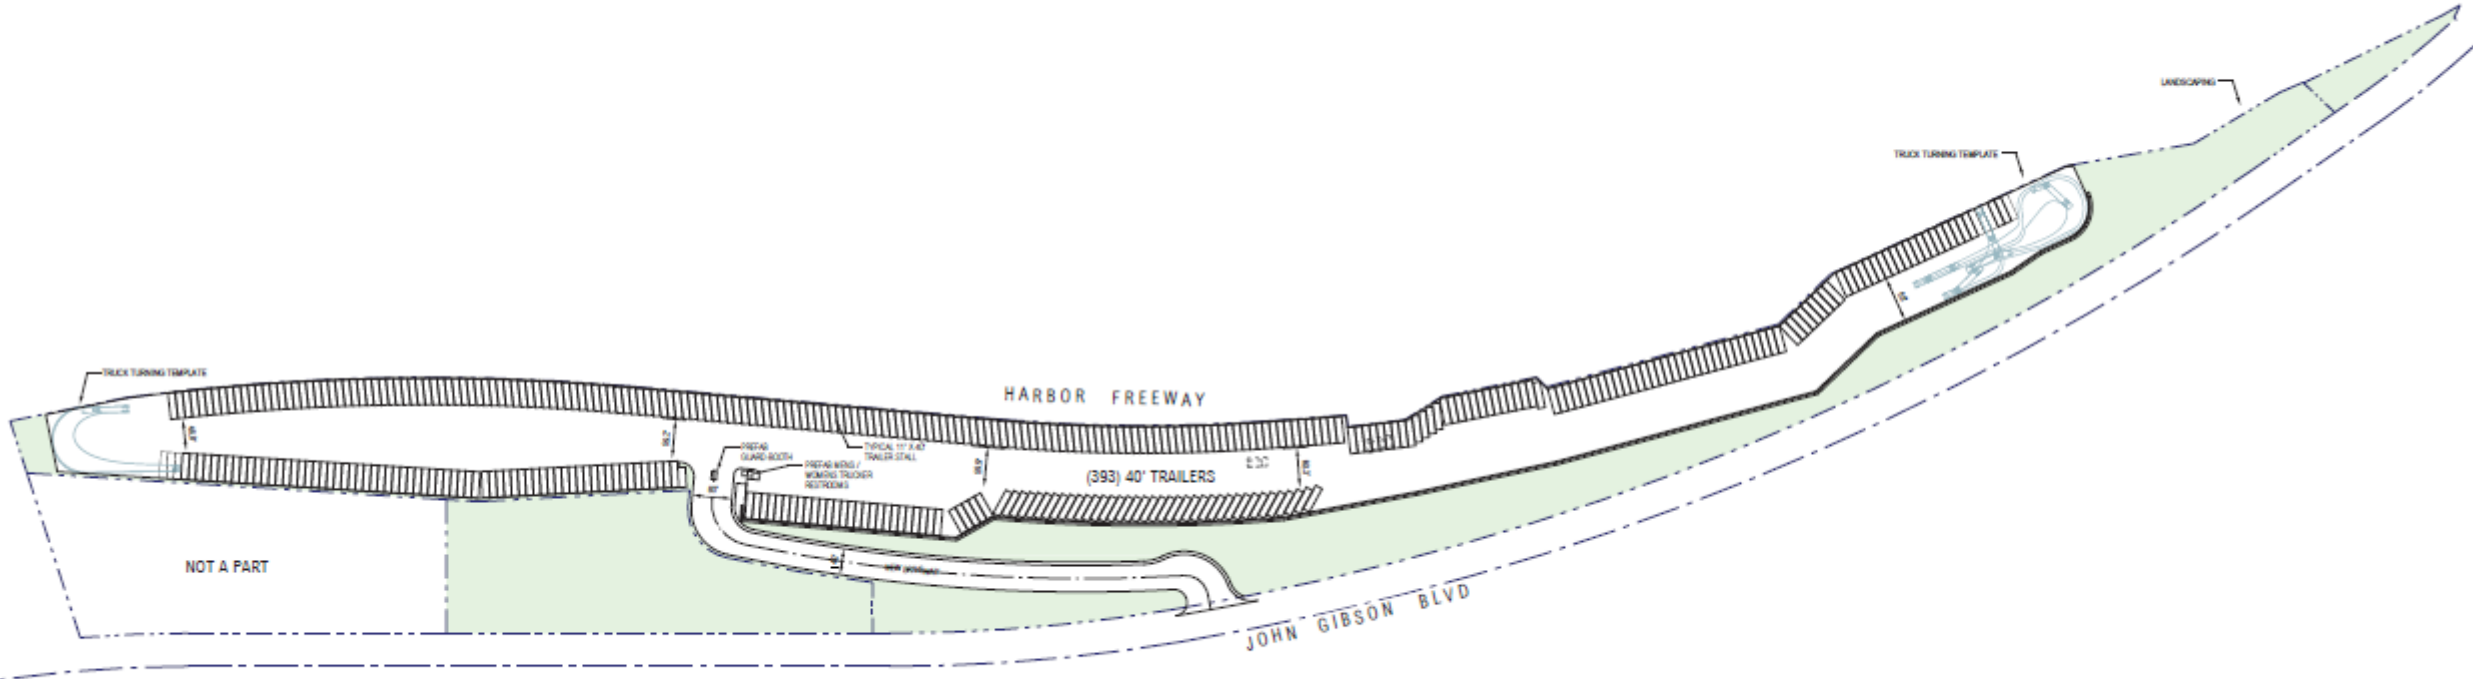 LANDSCAPING
TRUCK TURNING TEMPLATE
TRUCK TURNING TEMPLATE
HARBOR FREEWAY
PREFAB
GUARD BOOTH
TYPICAL 11' X 40'
TRAILER STALL
PREFAB MENS /
WOMENS TRUCKER
RESTROOMS
(393) 40' TRAILERS
NOT A PART
JOHN GIBSON BLVD